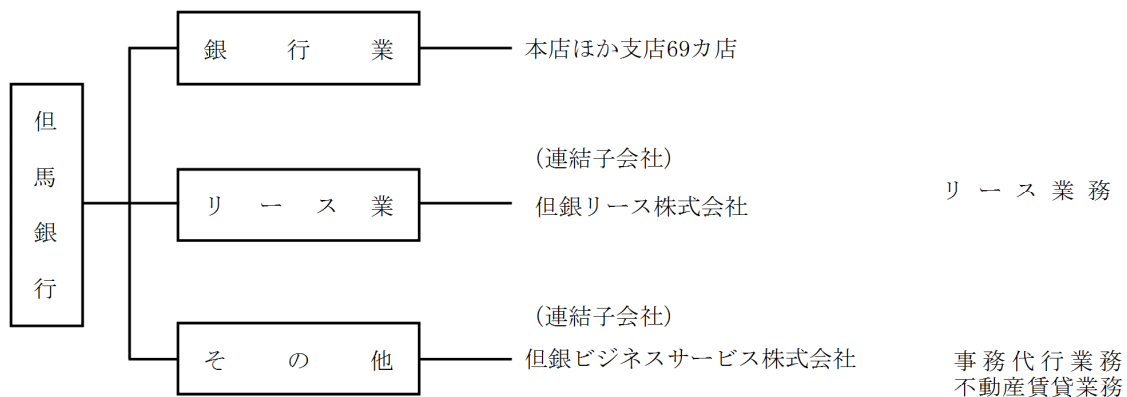 但馬銀行
銀行業
本店ほか支店69カ店
リース業
（連結子会社）
但銀リース株式会社
リース業務
その他
（連結子会社）
但銀ビジネスサービス株式会社
事務代行業務
不動産賃貸業務